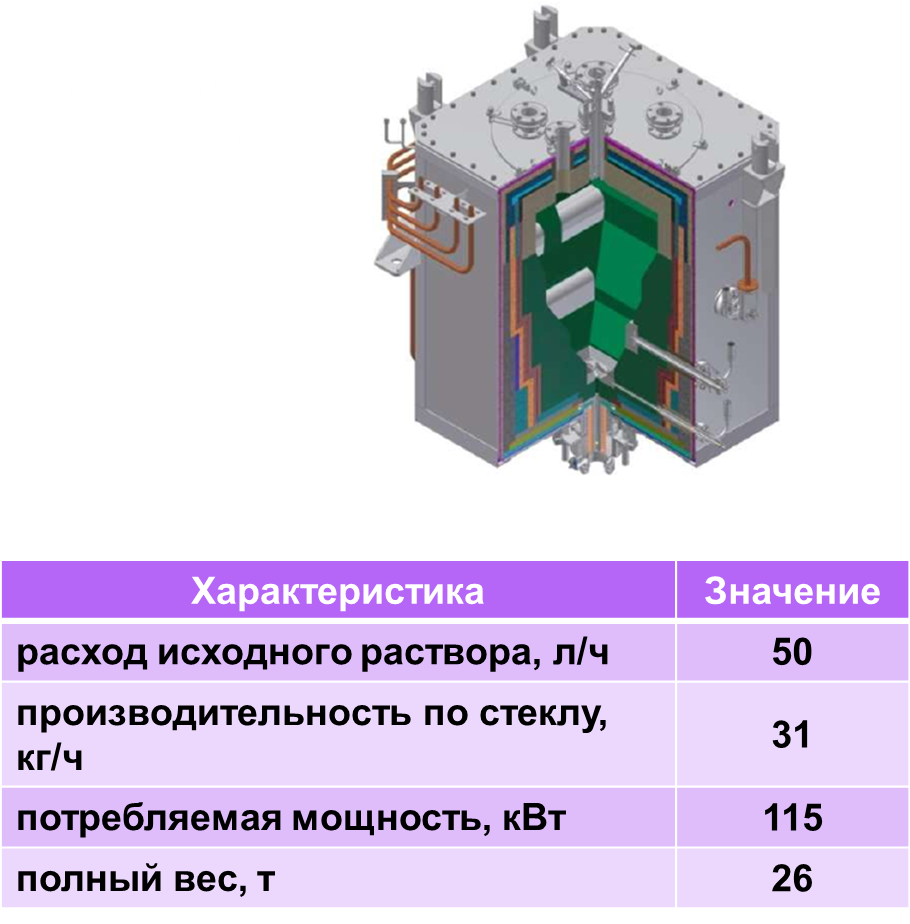 Характеристика Значение
расход исходного раствора, л/ч 50
производительность по стеклу,
кг/ч 31
потребляемая мощность, кВт 115
полный вес, т 26